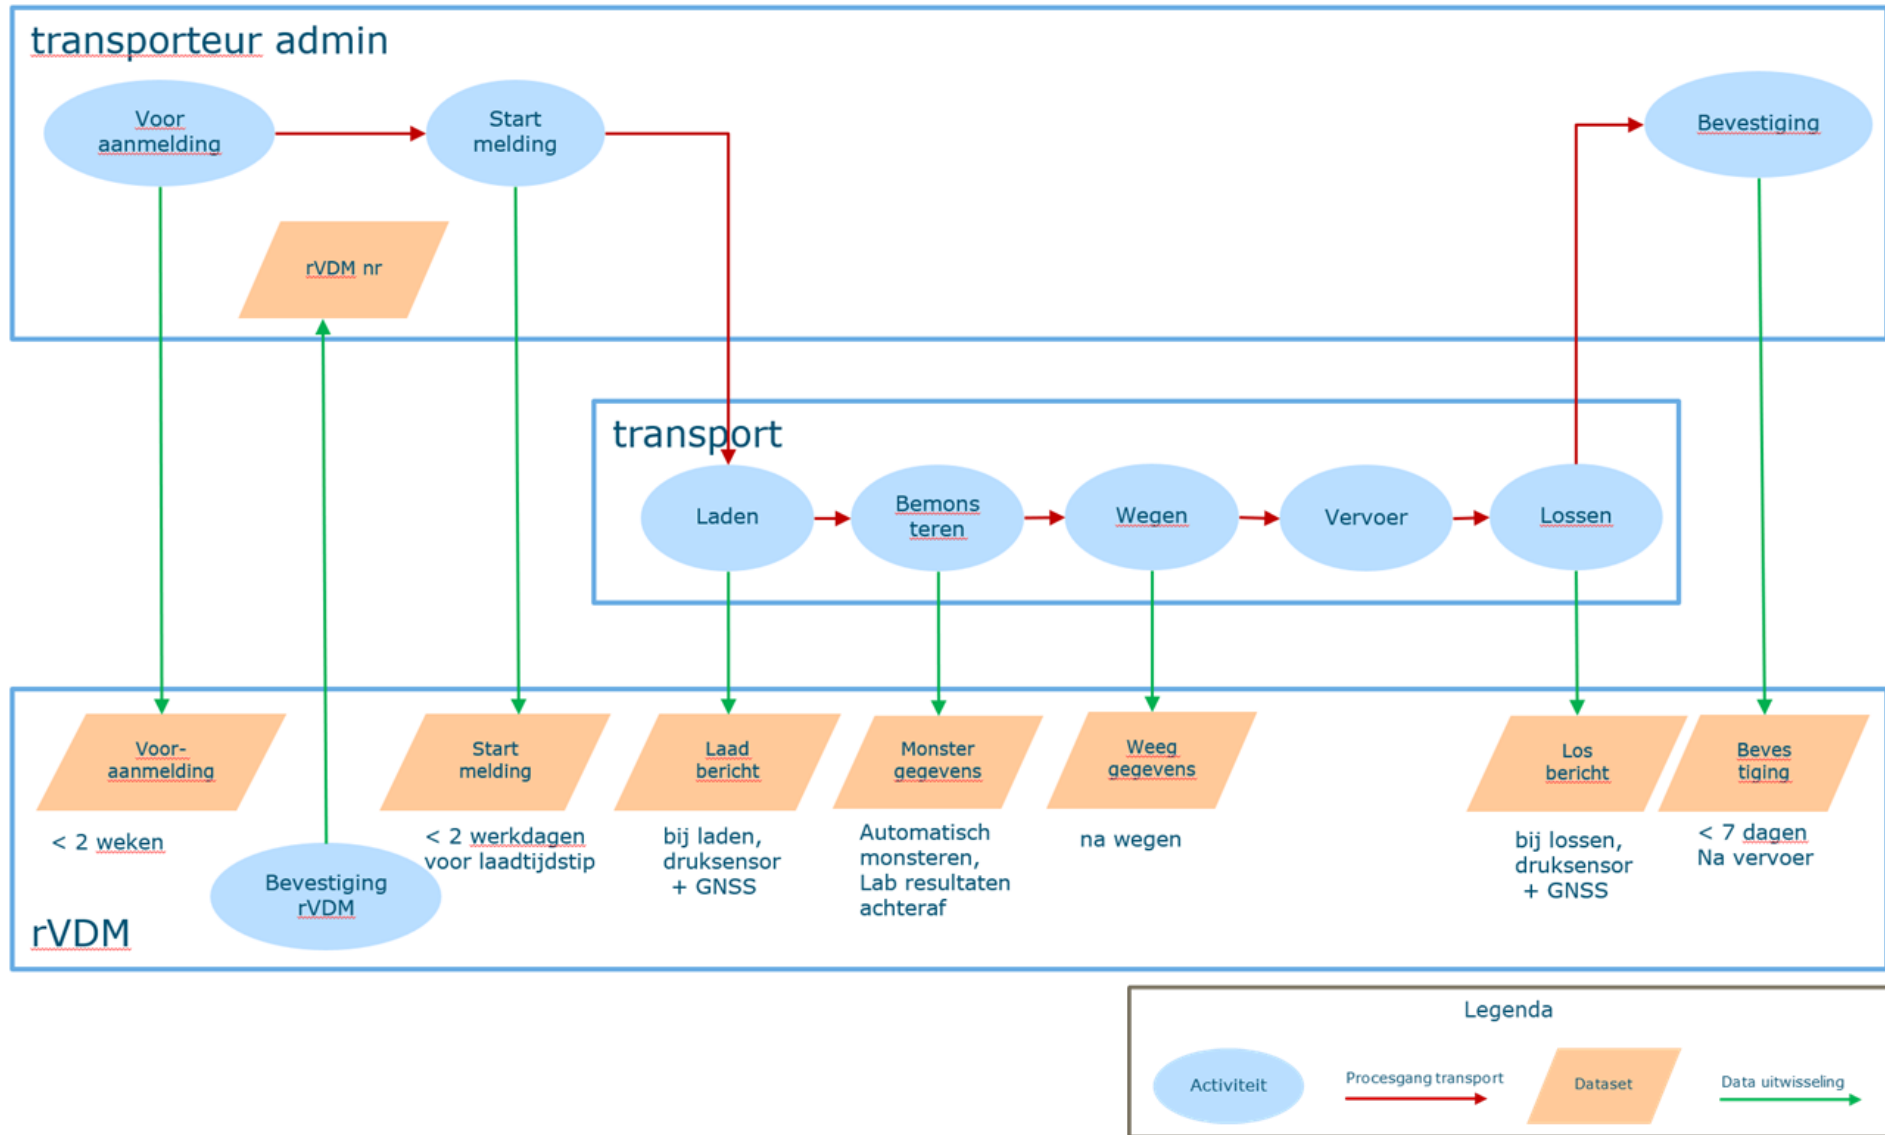 transporteur admin
Voor
aanmelding
Start
melding
Bevestiging
rVDM nr
transport
Laden
Bemons
teren
Wegen
Vervoer
Lossen
Voor-
aanmelding
Start
melding
Laad
bericht
Monster
gegevens
Weeg
gegevens
Los
bericht
Beves
tiging
< 2 weken
< 2 werkdagen
voor laadtijdstip
bij laden,
druksensor
+ GNSS
Automatisch
monsteren,
Lab resultaten
achteraf
na wegen
bij lossen,
druksensor
+ GNSS
< 7 dagen
Na vervoer
Bevestiging
rVDM
rVDM
Legenda
Activiteit
Procesgang transport
Dataset
Data uitwisseling